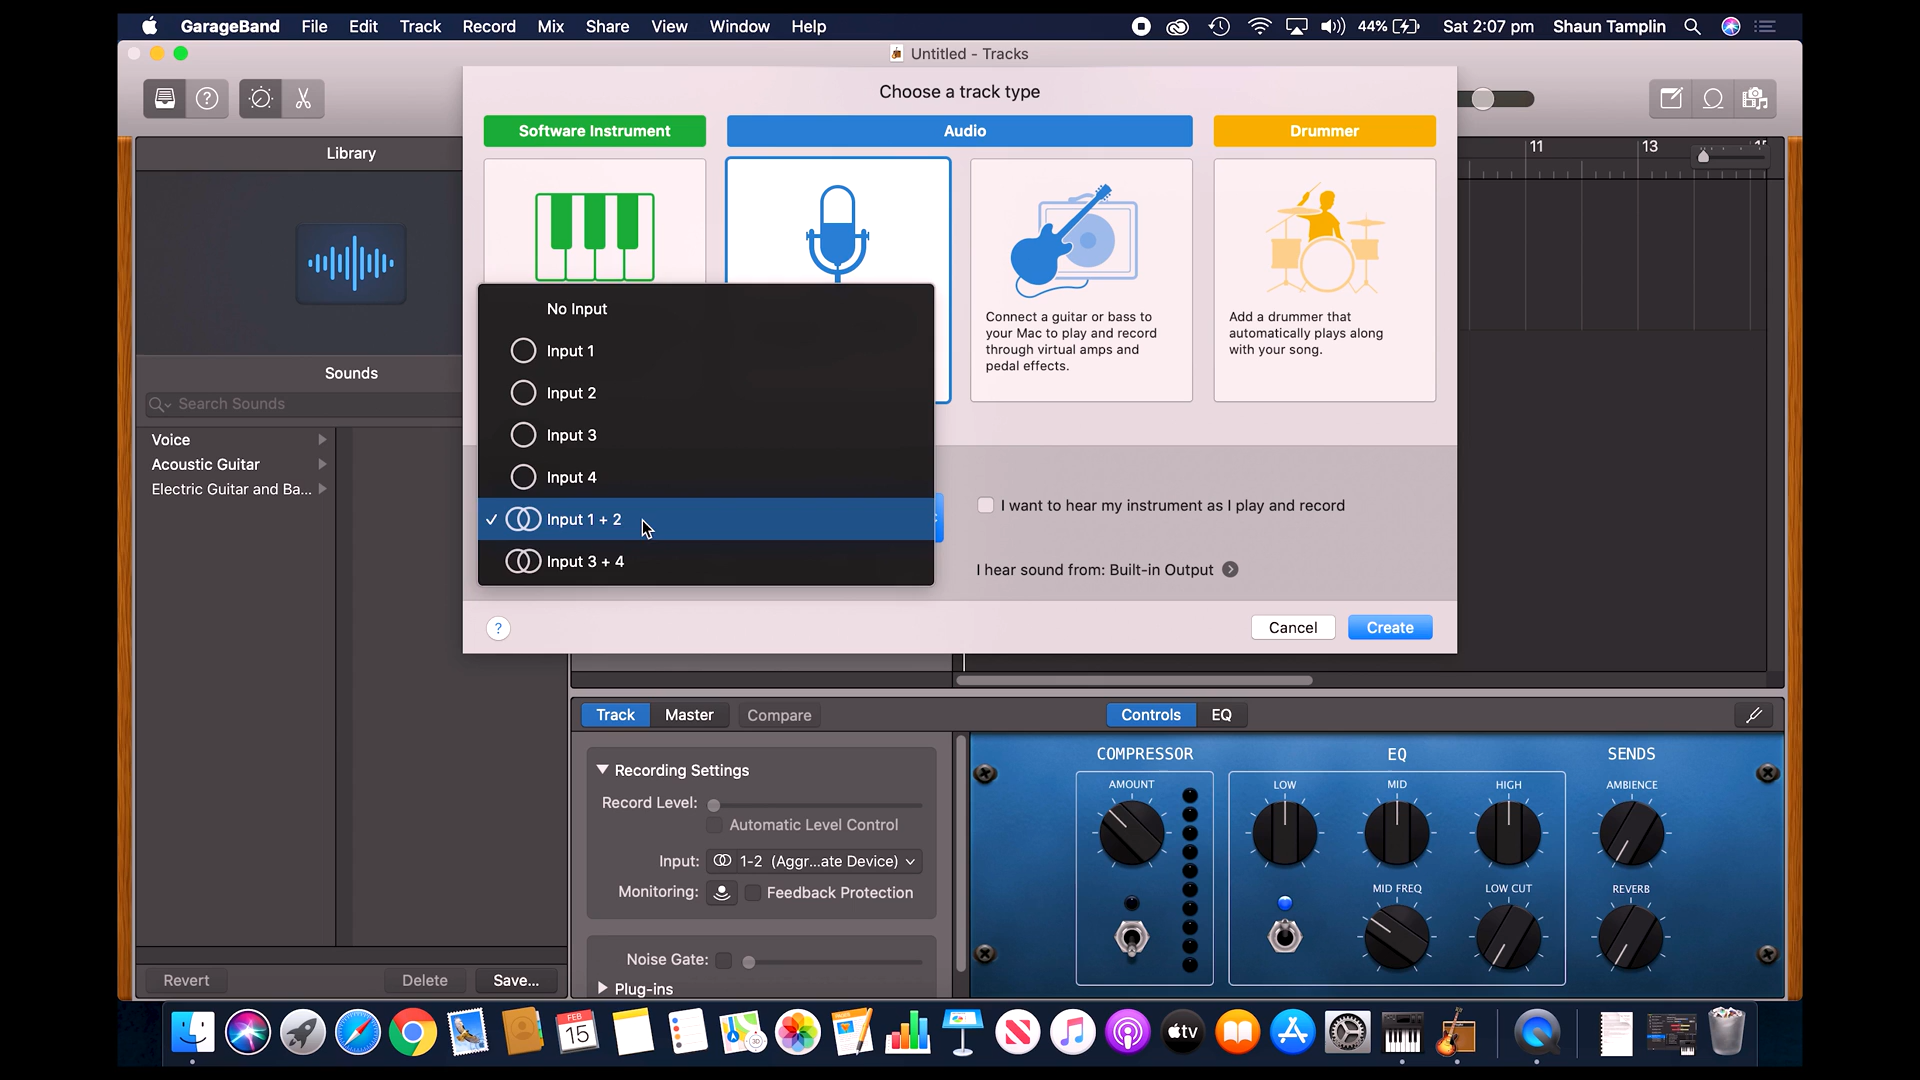 GarageBand File Edit Track Record Mix Share View Window Help 44% Sat 2:07 pm Shaun Tamplin
Untitled - Tracks
Choose a track type
Software Instrument Audio Drummer
Library
11 13
Connect a guitar or bass to
your Mac to play and record
through virtual amps and
pedal effects.
Add a drummer that
automatically plays along
with your song.
No Input
Input 1
Input 2
Input 3
Input 4
✓ Input 1 + 2
Input 3 + 4
Sounds
Search Sounds
Voice
Acoustic Guitar
Electric Guitar and Ba...
I want to hear my instrument as I play and record
I hear sound from: Built-in Output
? Cancel Create
Track Master Compare Controls EQ
Recording Settings
Record Level:
Automatic Level Control
Input: 1-2 (Aggr...ate Device)
Monitoring: Feedback Protection
Noise Gate:
Plug-ins
COMPRESSOR EQ SENDS
AMOUNT LOW MID HIGH AMBIENCE
MID FREQ LOW CUT REVERB
Revert Delete Save...
FEB
15
tv